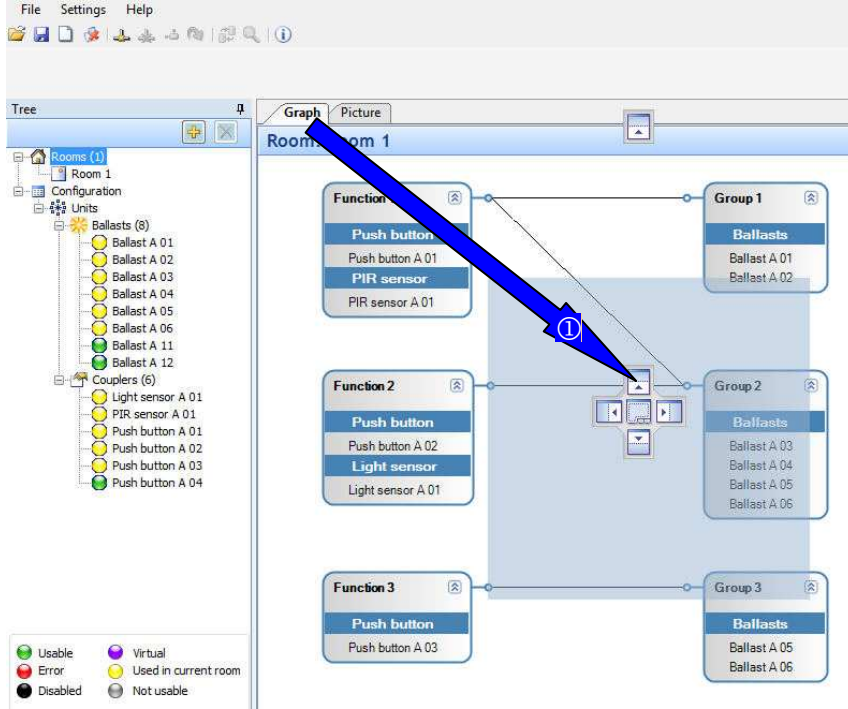 File Settings Help
Tree
Graph Picture
Room: Room 1
Rooms (1)
Room 1
Configuration
Units
Ballasts (8)
Ballast A 01
Ballast A 02
Ballast A 03
Ballast A 04
Ballast A 05
Ballast A 06
Ballast A 11
Ballast A 12
Couplers (6)
Light sensor A 01
PIR sensor A 01
Push button A 01
Push button A 02
Push button A 03
Push button A 04
Usable
Virtual
Error
Used in current room
Disabled
Not usable
Function
Push button
Push button A 01
PIR sensor
PIR sensor A 01
Group 1
Ballasts
Ballast A 01
Ballast A 02
①
Function 2
Push button
Push button A 02
Light sensor
Light sensor A 01
Group 2
Ballasts
Ballast A 03
Ballast A 04
Ballast A 05
Ballast A 06
Function 3
Push button
Push button A 03
Group 3
Ballasts
Ballast A 05
Ballast A 06